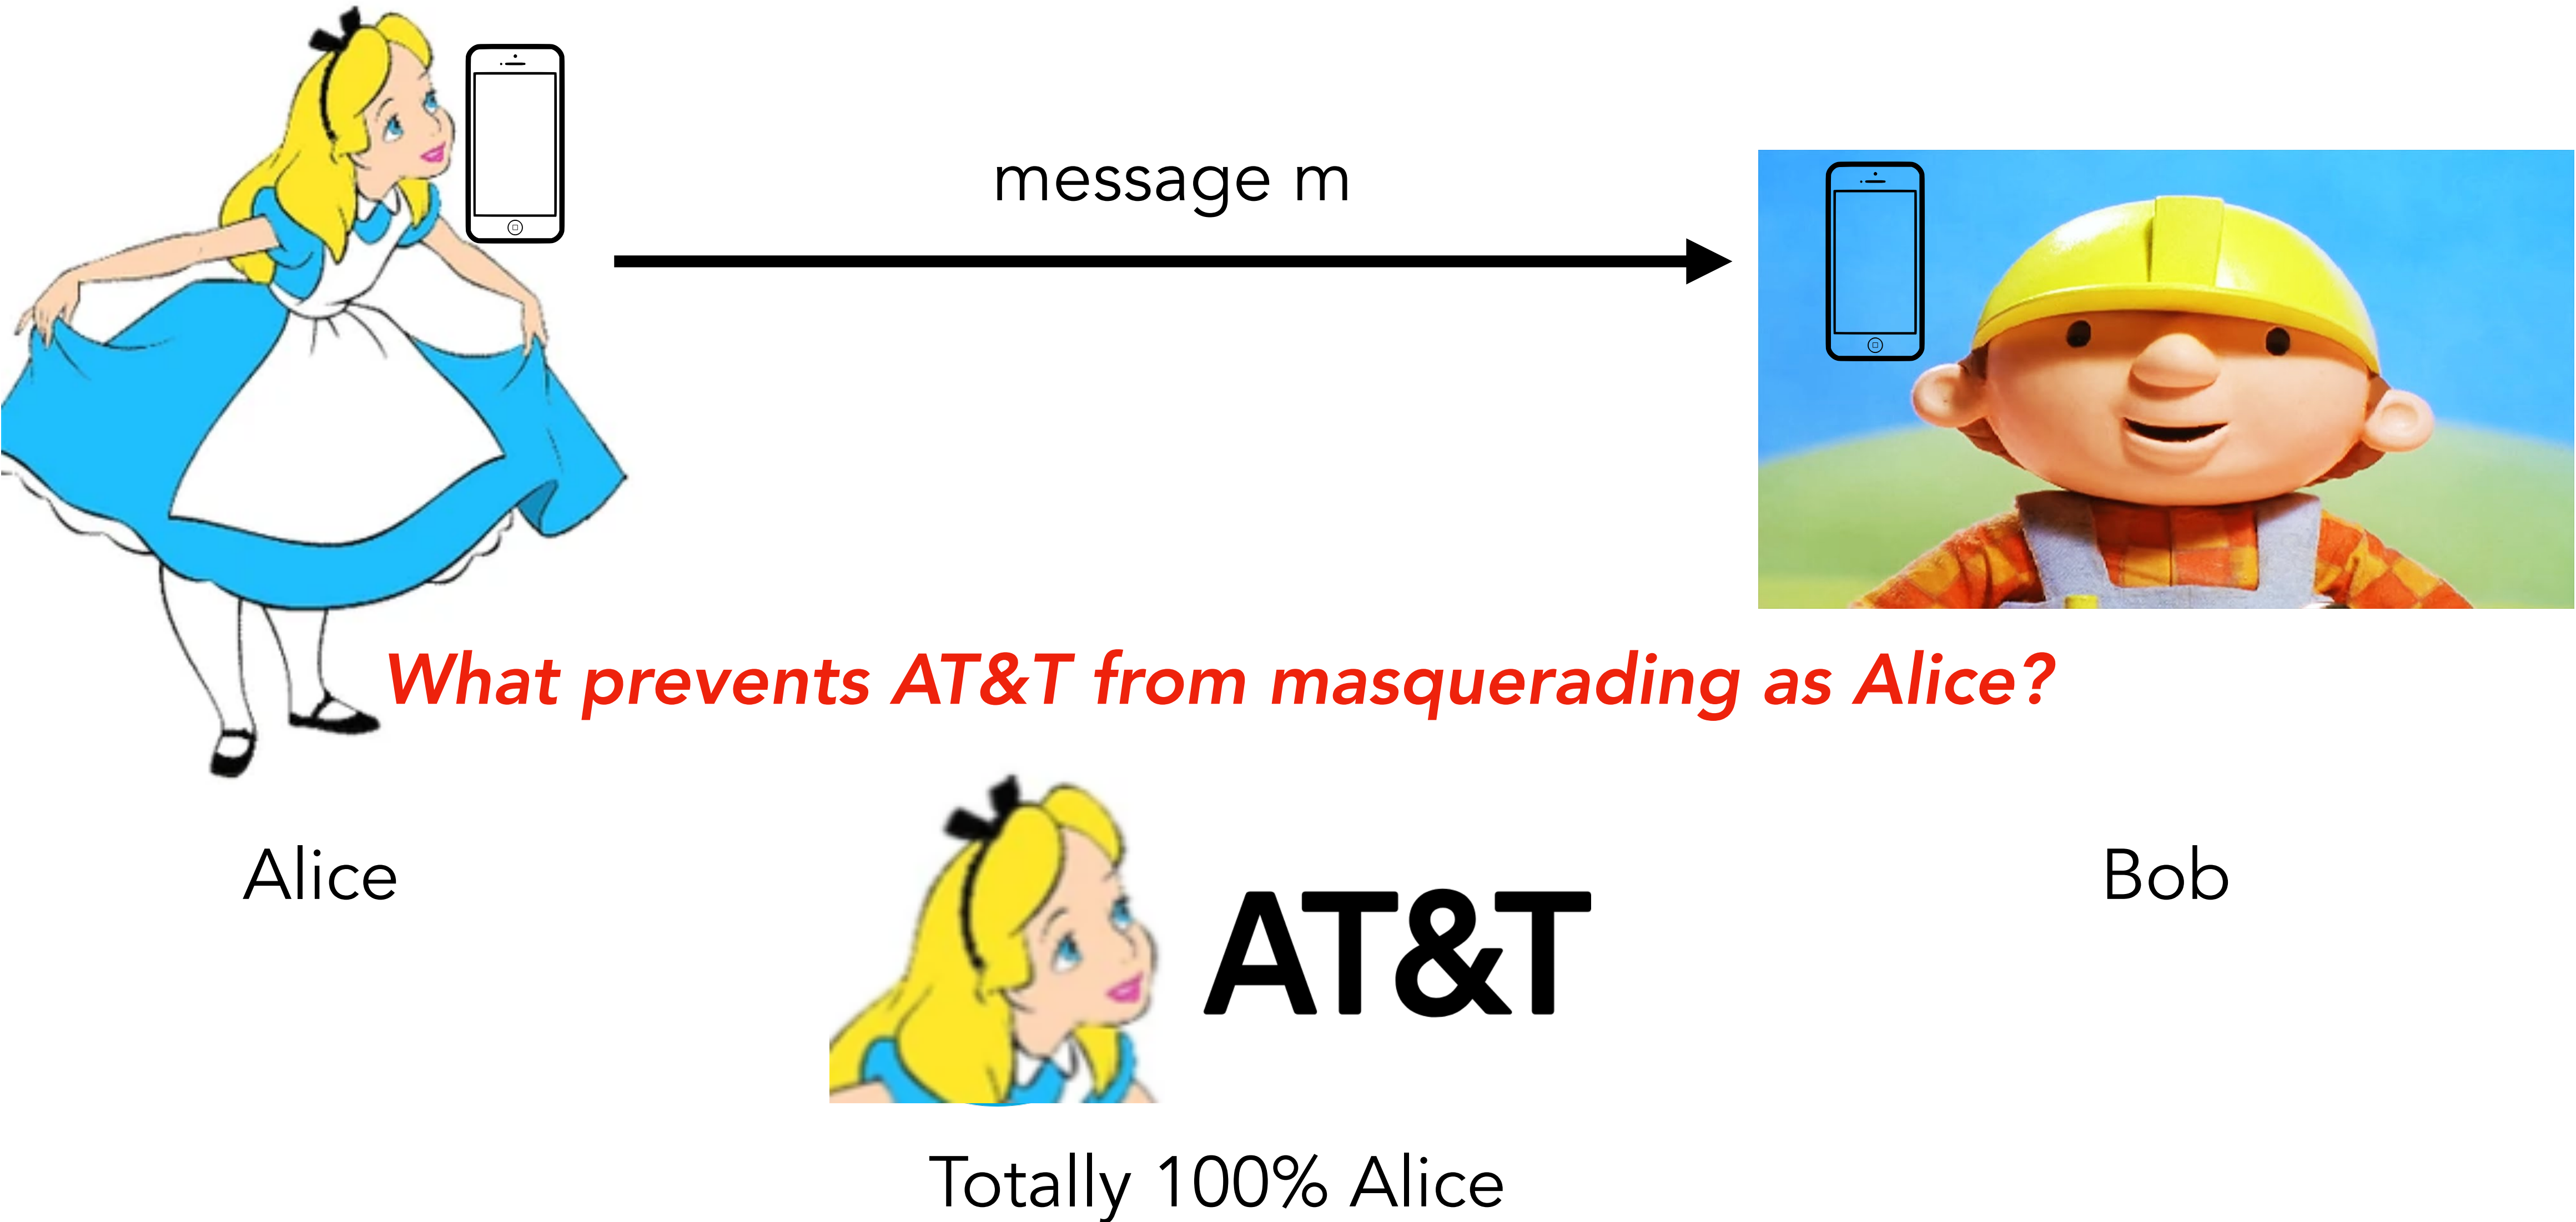 message m
What prevents AT&T from masquerading as Alice?
Alice
Bob
AT&T
Totally 100% Alice